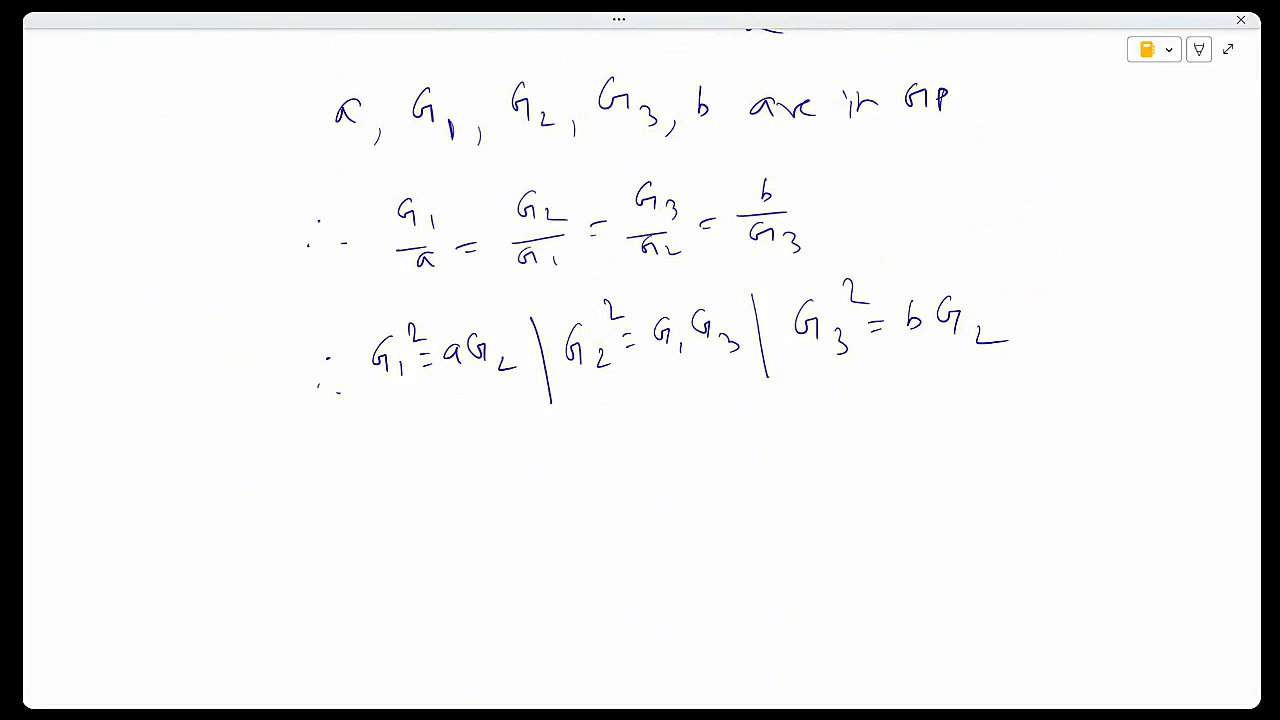 a, G₁, G₂, G₃, b are in GP
∴ G₁/a = G₂/G₁ = G₃/G₂ = b/G₃
∴ G₁² = aG₂ | G₂² = G₁G₃ | G₃² = bG₂